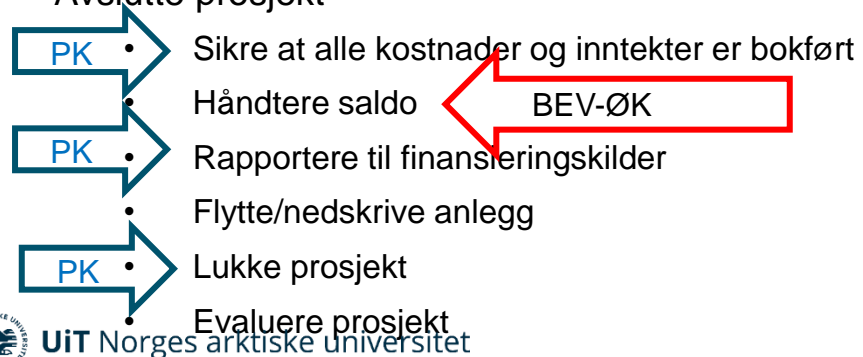 Avslutte prosjekt
PK • Sikre at alle kostnader og inntekter er bokført
• Håndtere saldo BEV-ØK
PK • Rapportere til finansieringskilder
• Flytte/nedskrive anlegg
PK • Lukke prosjekt
• Evaluere prosjekt
UiT Norges arktiske universitet